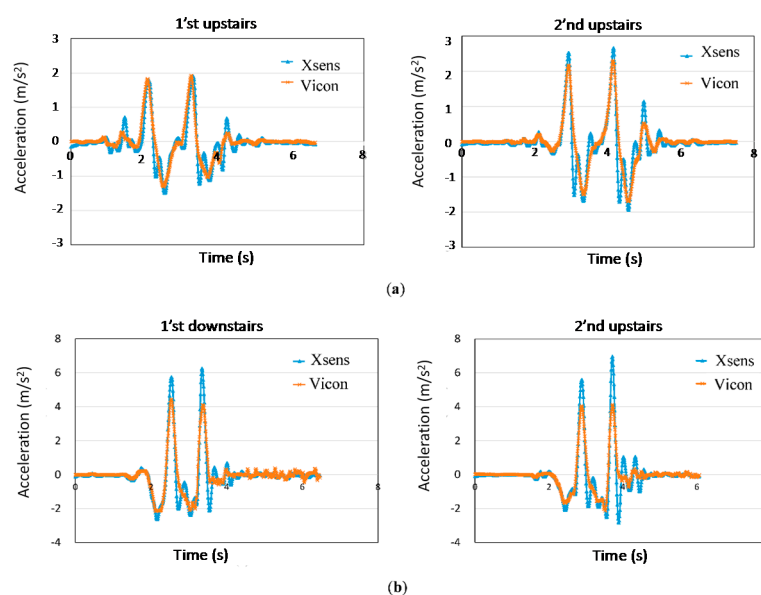 1'st upstairs
Acceleration (m/s²)
3
2
1
0
-1
-2
-3
0 2 4 6 8
Xsens
Vicon
Time (s)
2'nd upstairs
Acceleration (m/s²)
3
2
1
0
-1
-2
-3
0 2 4 6 8
Xsens
Vicon
Time (s)
(a)
1'st downstairs
Acceleration (m/s²)
8
6
4
2
0
-2
-4
0 2 4 6 8
Xsens
Vicon
Time (s)
2'nd upstairs
Acceleration (m/s²)
8
6
4
2
0
-2
-4
0 2 4 6
Xsens
Vicon
Time (s)
(b)